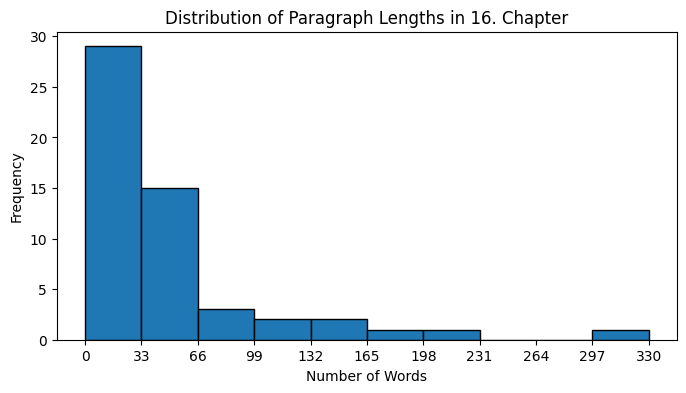 Distribution of Paragraph Lengths in 16. Chapter
30
25
20
15
10
5
0
Frequency
0 33 66 99 132 165 198 231 264 297 330
Number of Words